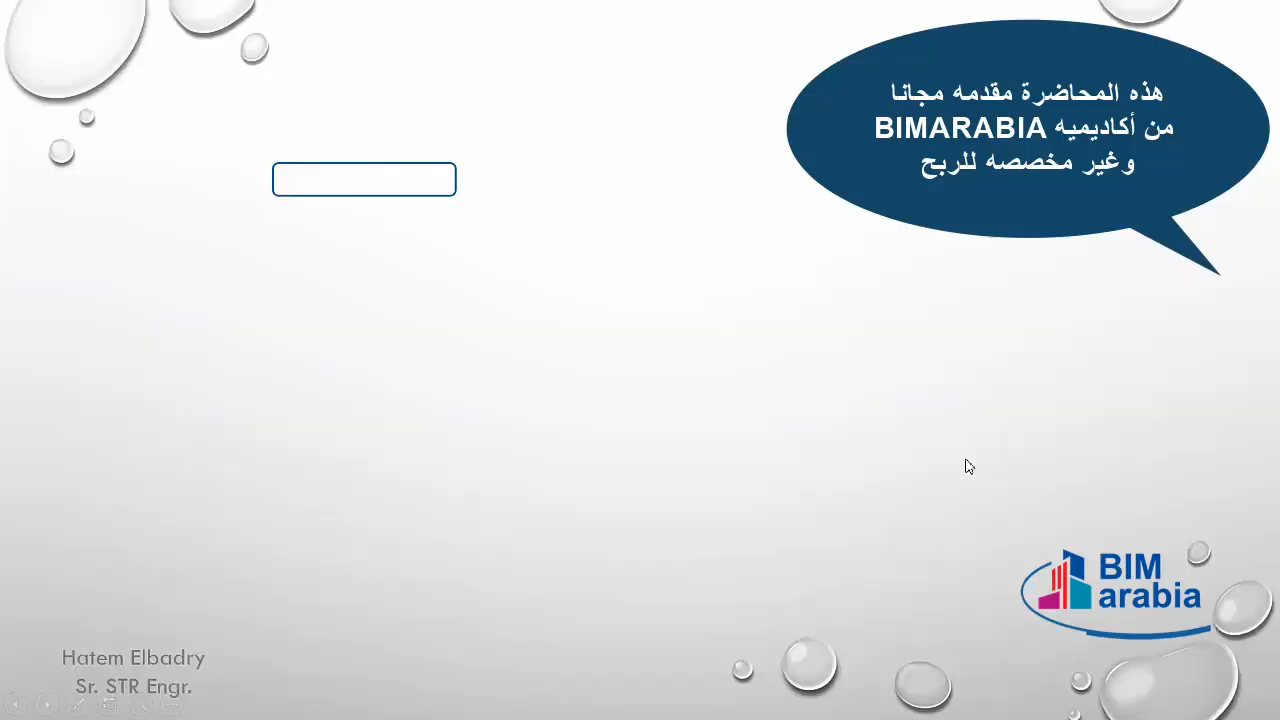 هذه المحاضرة مقدمه مجانا
من أكاديميه BIMARABIA
وغير مخصصه للربح
BIM
arabia
Hatem Elbadry
Sr. STR Engr.